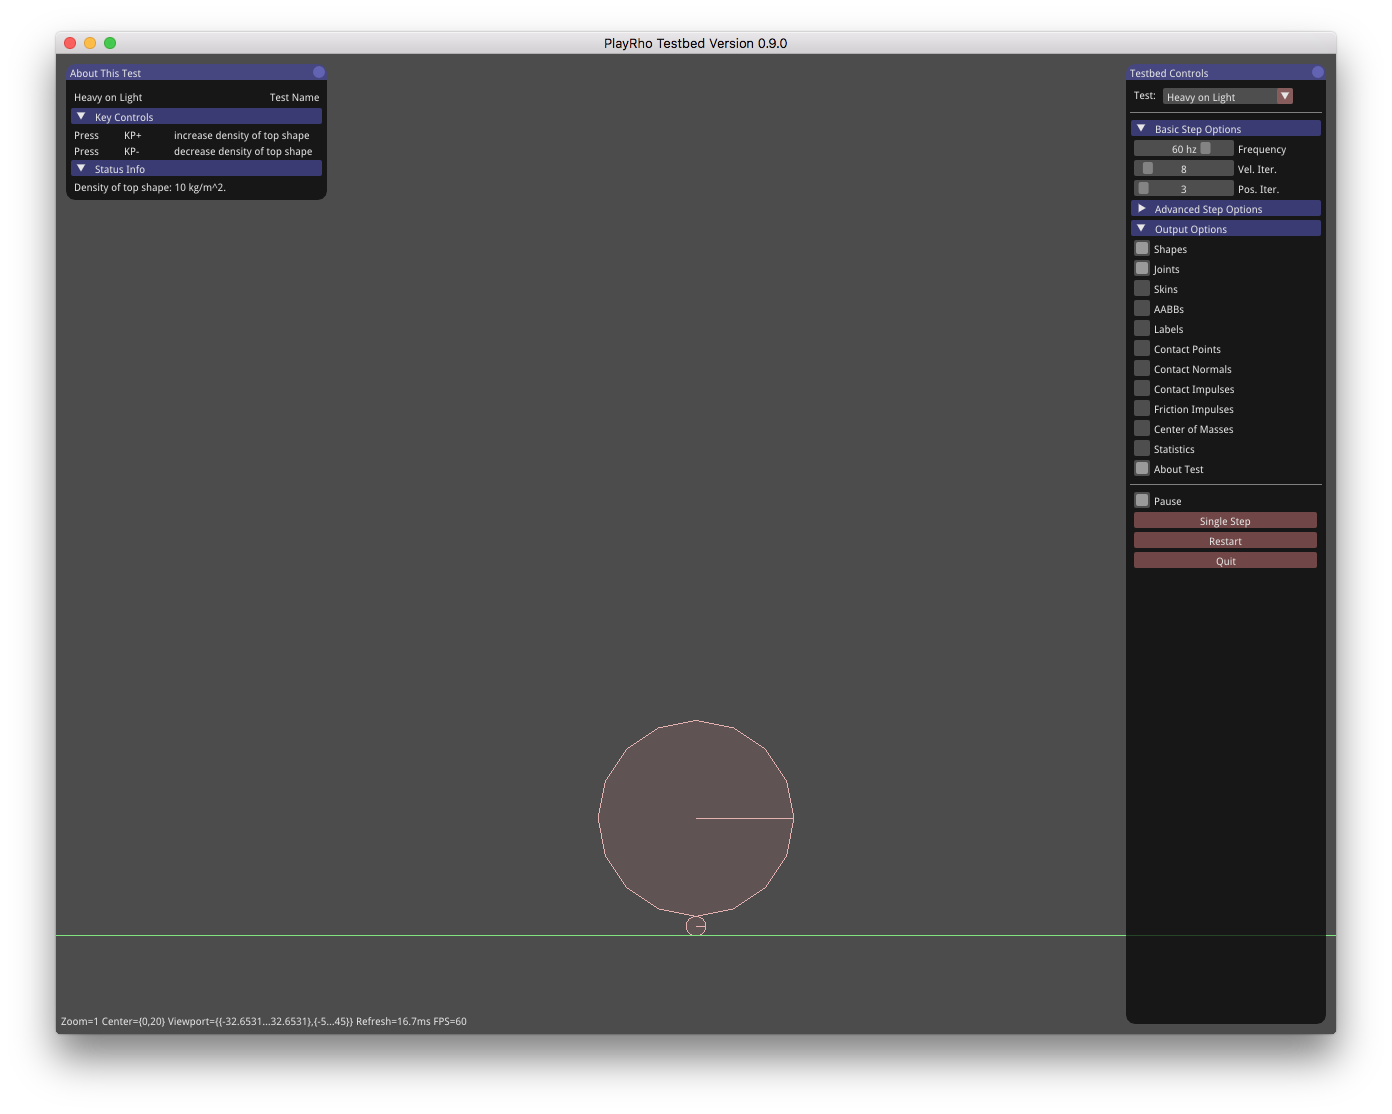 PlayRho Testbed Version 0.9.0
About This Test
Heavy on Light Test Name
Key Controls
Press KP+ increase density of top shape
Press KP- decrease density of top shape
Status Info
Density of top shape: 10 kg/m^2.
Testbed Controls
Test: Heavy on Light
Basic Step Options
60 hz Frequency
8 Vel. Iter.
3 Pos. Iter.
Advanced Step Options
Output Options
Shapes
Joints
Skins
AABBs
Labels
Contact Points
Contact Normals
Contact Impulses
Friction Impulses
Center of Masses
Statistics
About Test
Pause
Single Step
Restart
Quit
Zoom=1 Center={0,20} Viewport={{-32.6531...32.6531},{-5...45}} Refresh=16.7ms FPS=60